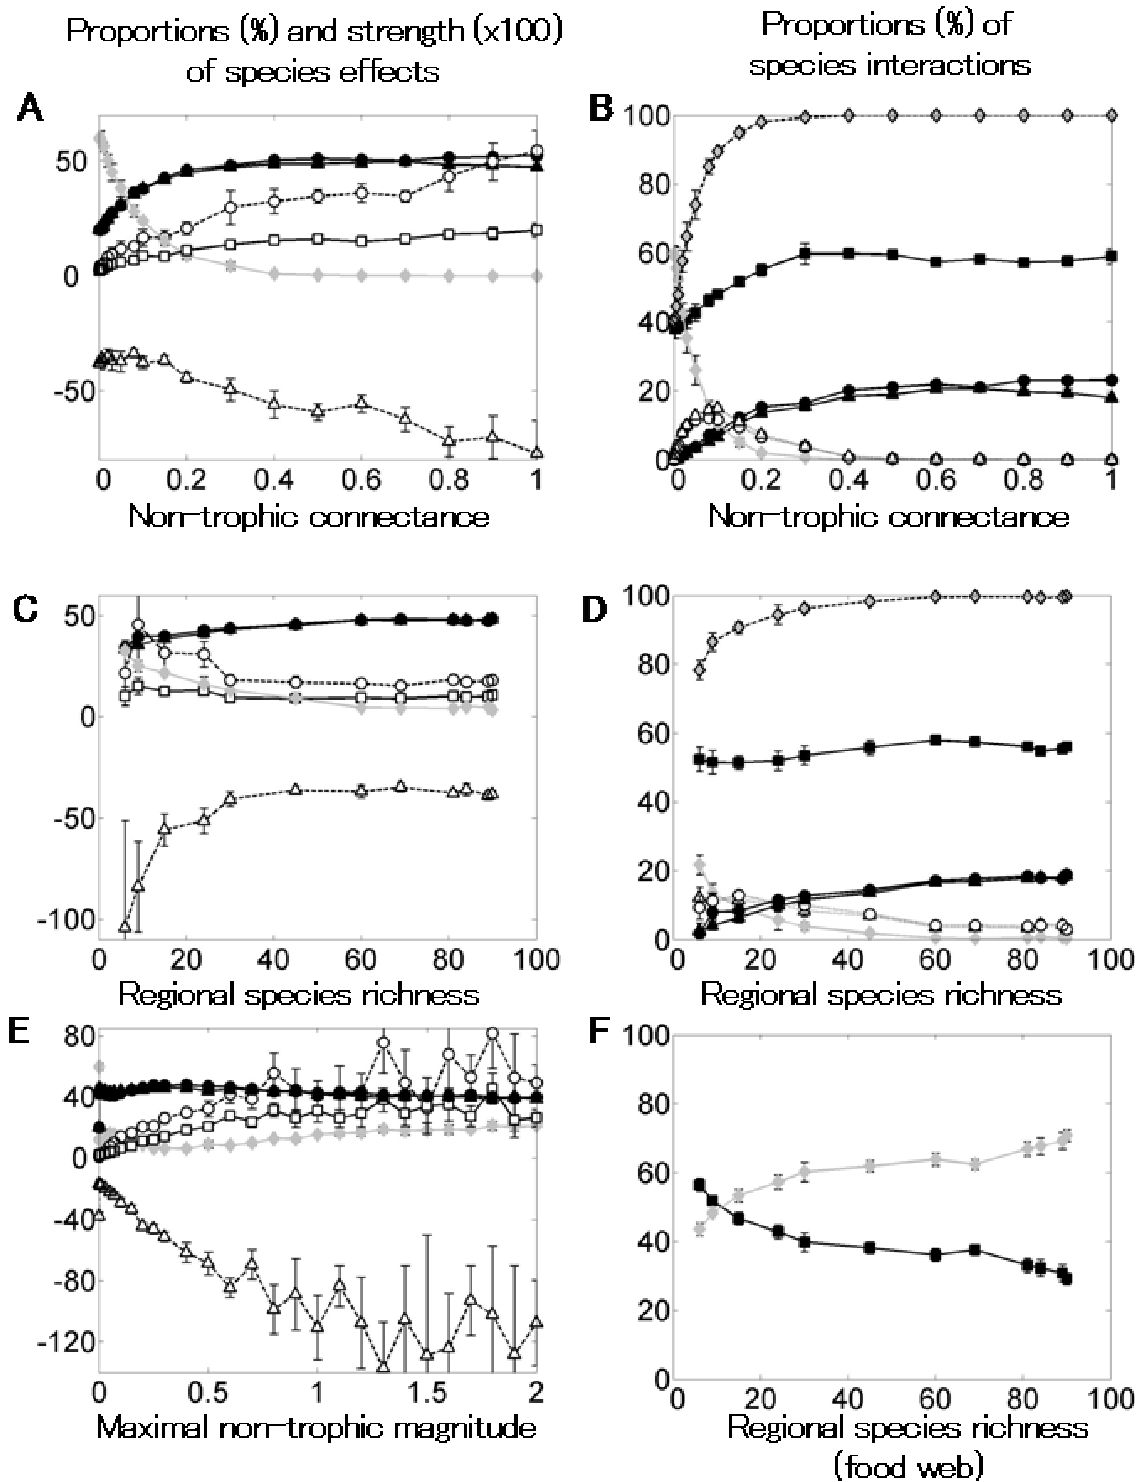 Proportions (%) and strength (x100)
of species effects
Proportions (%) of
species interactions
A
50
0
-50
0 0.2 0.4 0.6 0.8 1
Non-trophic connectance
B
100
80
60
40
20
0
0 0.2 0.4 0.6 0.8 1
Non-trophic connectance
C
50
0
-50
-100
0 20 40 60 80 100
Regional species richness
D
100
80
60
40
20
0
0 20 40 60 80 100
Regional species richness
E
80
40
0
-40
-80
-120
0 0.5 1 1.5 2
Maximal non-trophic magnitude
F
100
80
60
40
20
0
0 20 40 60 80 100
Regional species richness
(food web)